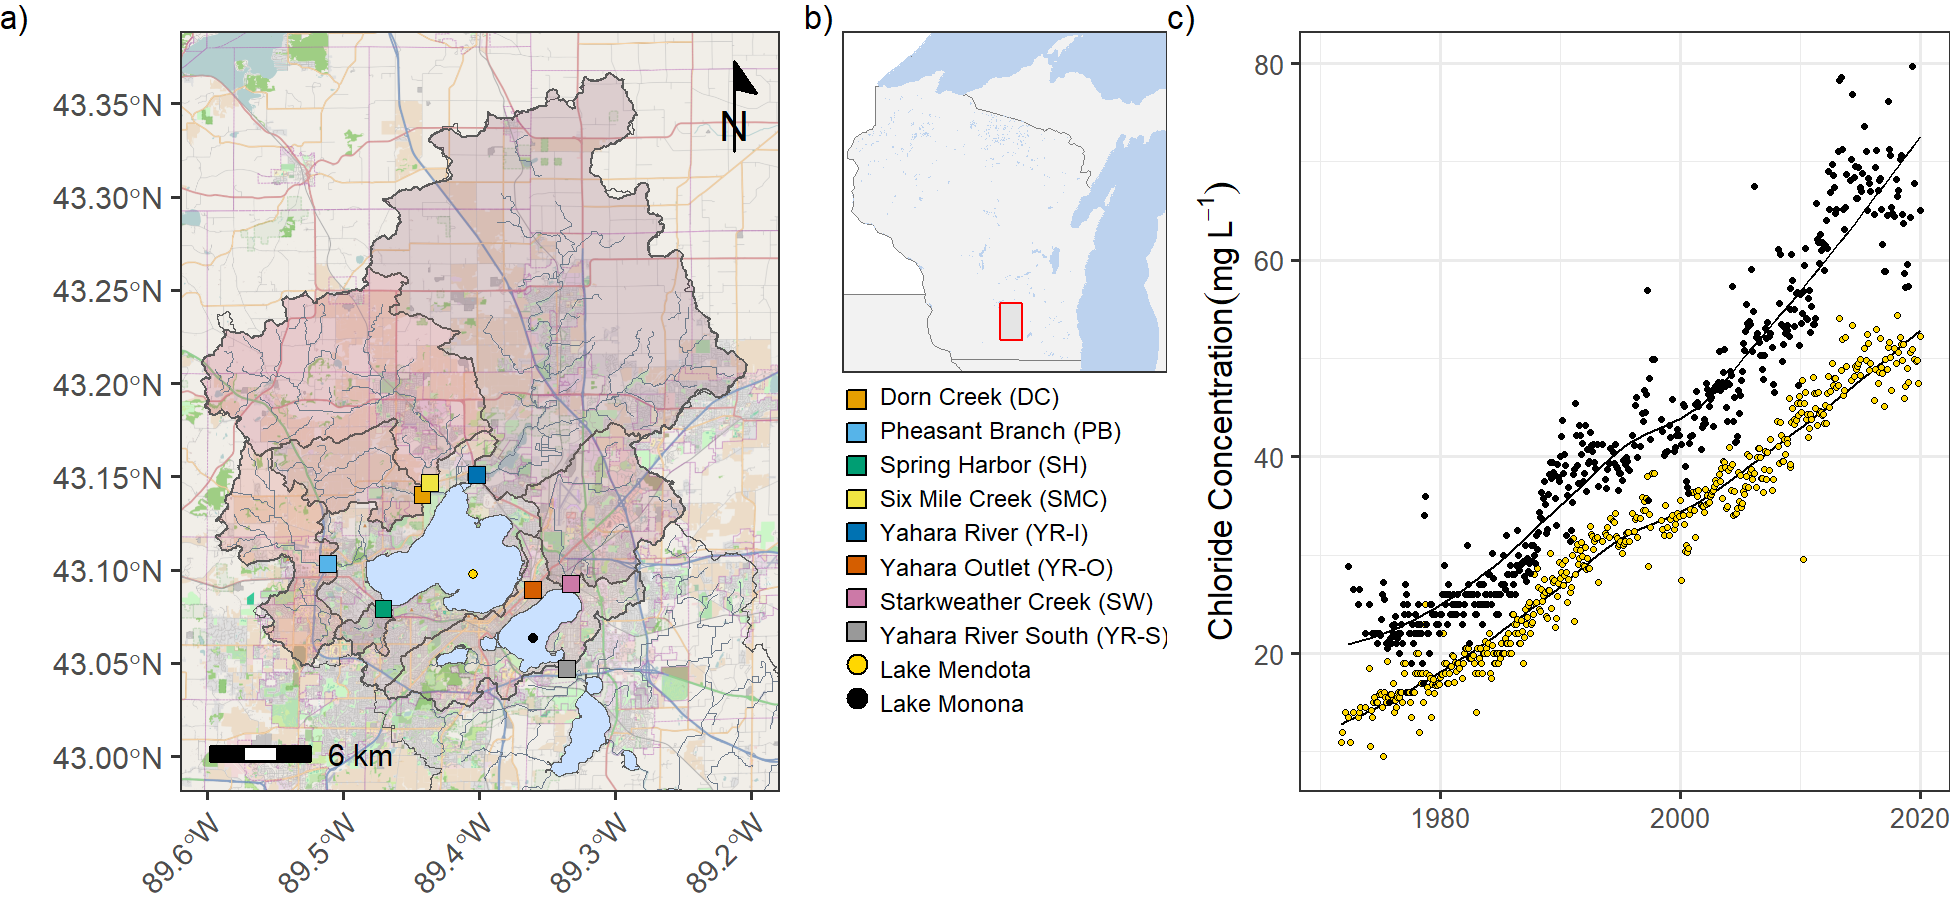 a)
43.35°N
43.30°N
43.25°N
43.20°N
43.15°N
43.10°N
43.05°N
43.00°N
N
6 km
89.6°W
89.5°W
89.4°W
89.3°W
89.2°W
b)
Dorn Creek (DC)
Pheasant Branch (PB)
Spring Harbor (SH)
Six Mile Creek (SMC)
Yahara River (YR-I)
Yahara Outlet (YR-O)
Starkweather Creek (SW)
Yahara River South (YR-S)
Lake Mendota
Lake Monona
c)
Chloride Concentration (mg L⁻¹)
80
60
40
20
1980
2000
2020